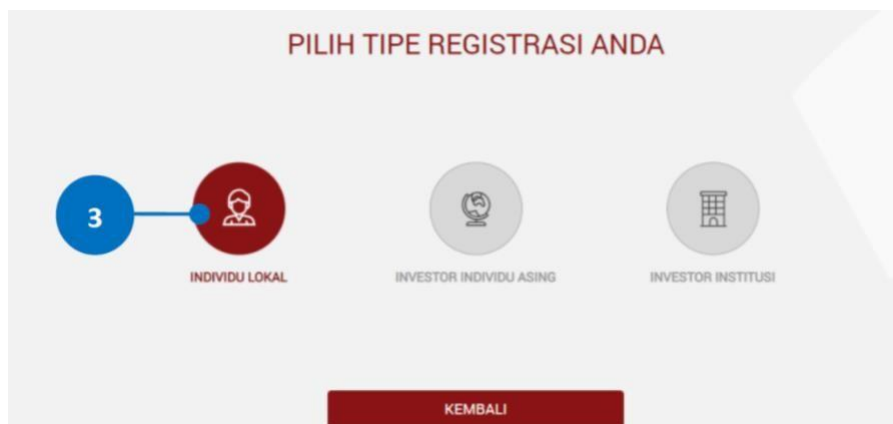 PILIH TIPE REGISTRASI ANDA
3
INDIVIDU LOKAL
INVESTOR INDIVIDU ASING
INVESTOR INSTITUSI
KEMBALI